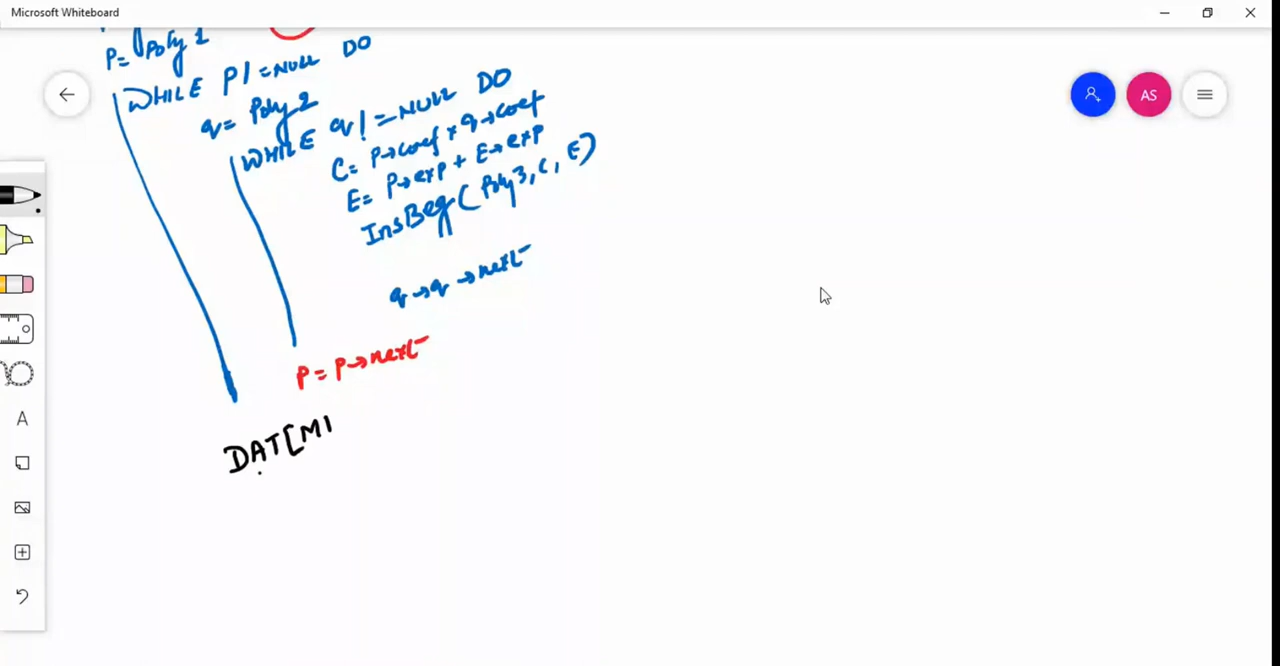 Microsoft Whiteboard
P= Poly 1
WHILE P!=NULL DO
q= Poly 2
WHILE q!=NULL DO
C= P→coef * q→coef
E= P→exp + E→exp
InsBeg(Poly3, C, E)
q→q→next
P= P→next
DAT[M
AS
A